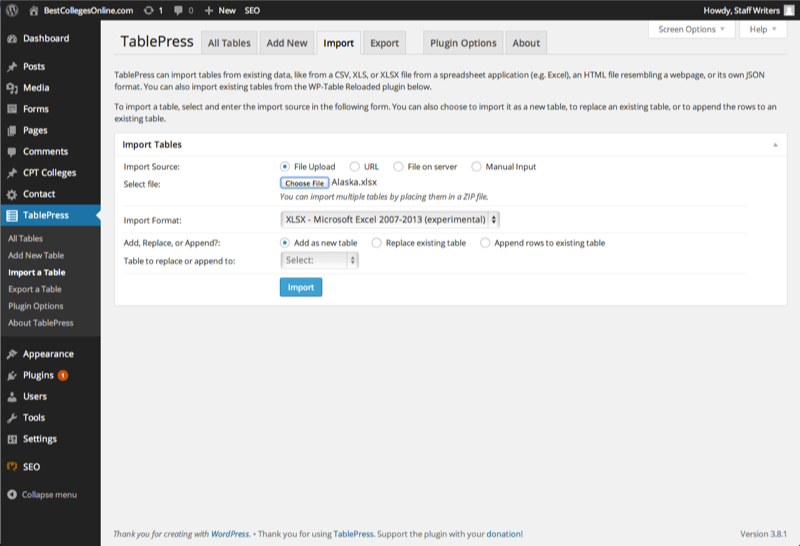 BestCollegesOnline.com 1 0 + New SEO Howdy, Staff Writers
Dashboard
Posts
Media
Forms
Pages
Comments
CPT Colleges
Contact
TablePress
All Tables
Add New Table
Import a Table
Export a Table
Plugin Options
About TablePress
Appearance
Plugins 1
Users
Tools
Settings
SEO
Collapse menu
Screen Options Help
TablePress All Tables Add New Import Export Plugin Options About
TablePress can import tables from existing data, like from a CSV, XLS, or XLSX file from a spreadsheet application (e.g. Excel), an HTML file resembling a webpage, or its own JSON
format. You can also import existing tables from the WP-Table Reloaded plugin below.
To import a table, select and enter the import source in the following form. You can also choose to import it as a new table, to replace an existing table, or to append the rows to an
existing table.
Import Tables
Import Source: File Upload URL File on server Manual Input
Select file: Choose File Alaska.xlsx
You can import multiple tables by placing them in a ZIP file.
Import Format: XLSX - Microsoft Excel 2007-2013 (experimental)
Add, Replace, or Append?: Add as new table Replace existing table Append rows to existing table
Table to replace or append to: Select:
Import
Thank you for creating with WordPress. • Thank you for using TablePress. Support the plugin with your donation! Version 3.8.1